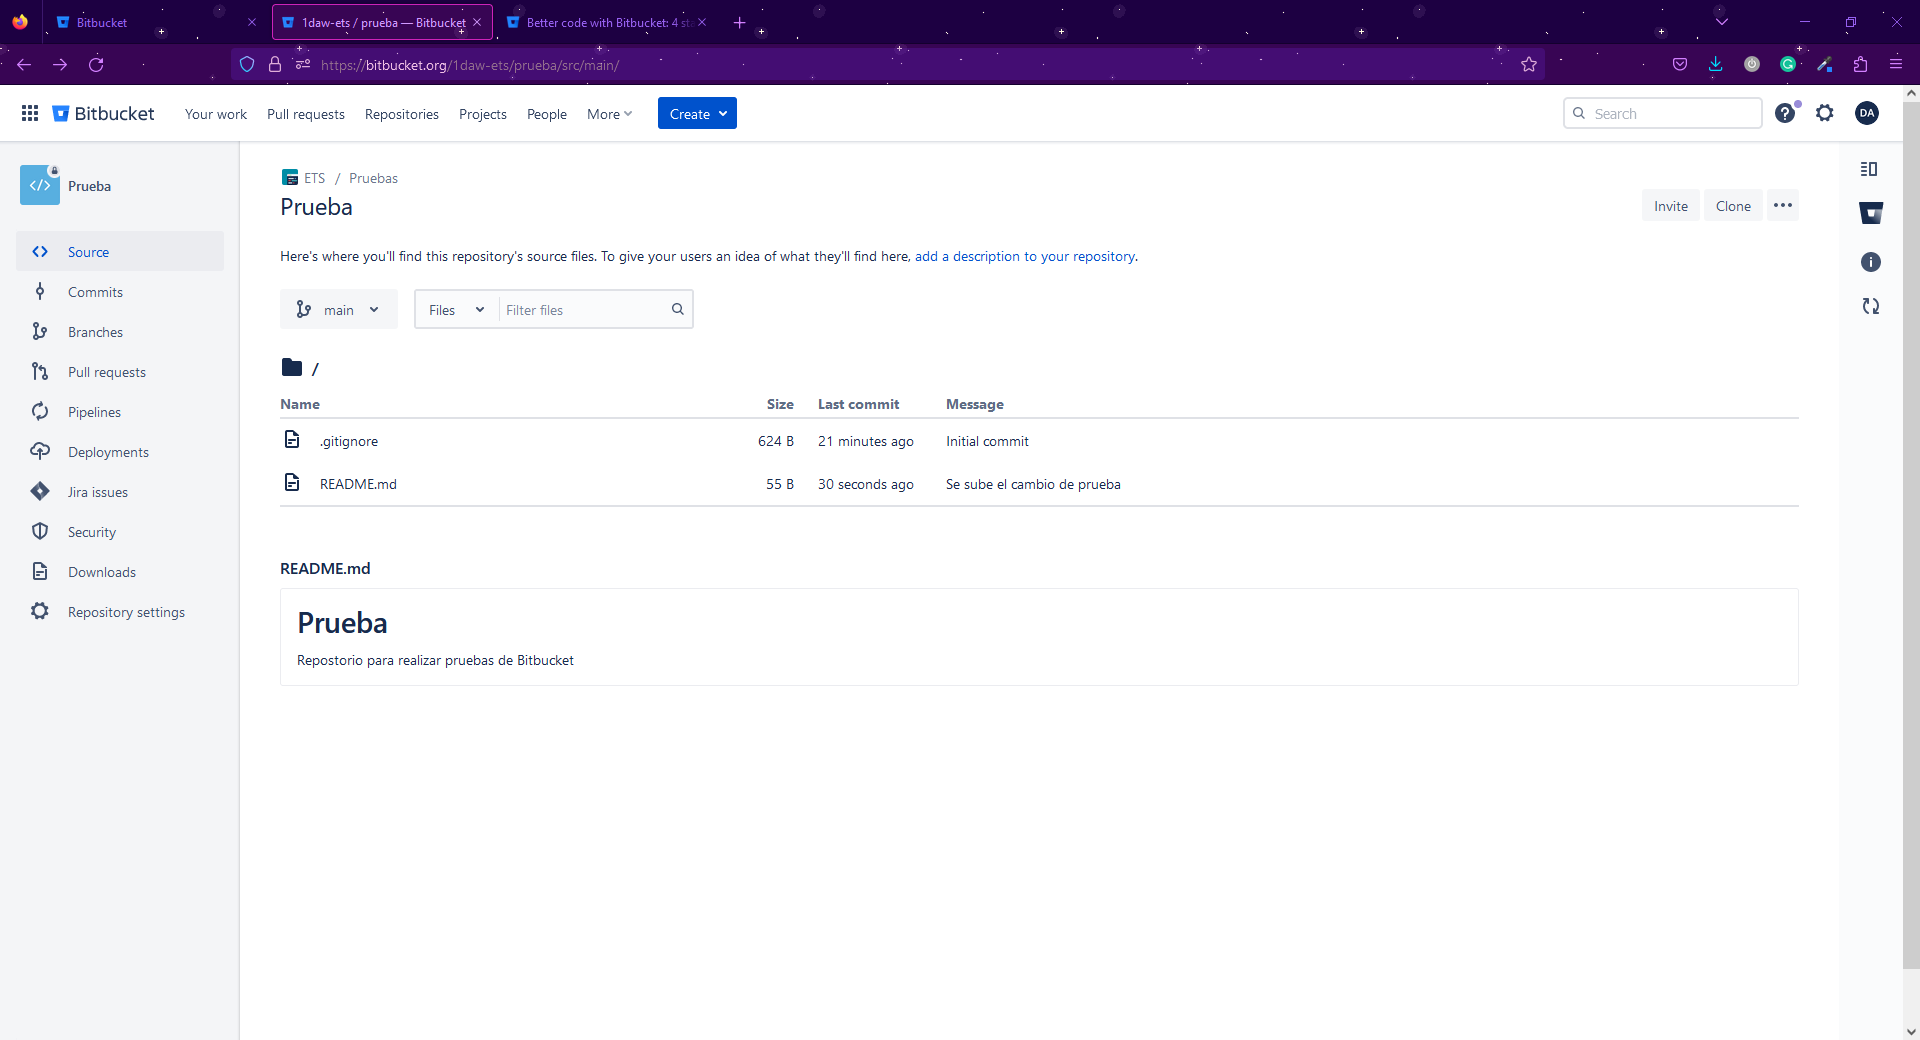 Bitbucket
1daw-ets / prueba — Bitbucket
Better code with Bitbucket: 4 sta
https://bitbucket.org/1daw-ets/prueba/src/main/
Bitbucket
Your work
Pull requests
Repositories
Projects
People
More
Create
Search
DA
Prueba
Source
Commits
Branches
Pull requests
Pipelines
Deployments
Jira issues
Security
Downloads
Repository settings
ETS / Pruebas
Prueba
Invite
Clone
Here's where you'll find this repository's source files. To give your users an idea of what they'll find here, add a description to your repository.
main
Files
Filter files
/
Name Size Last commit Message
.gitignore 624 B 21 minutes ago Initial commit
README.md 55 B 30 seconds ago Se sube el cambio de prueba
README.md
Prueba
Repostorio para realizar pruebas de Bitbucket